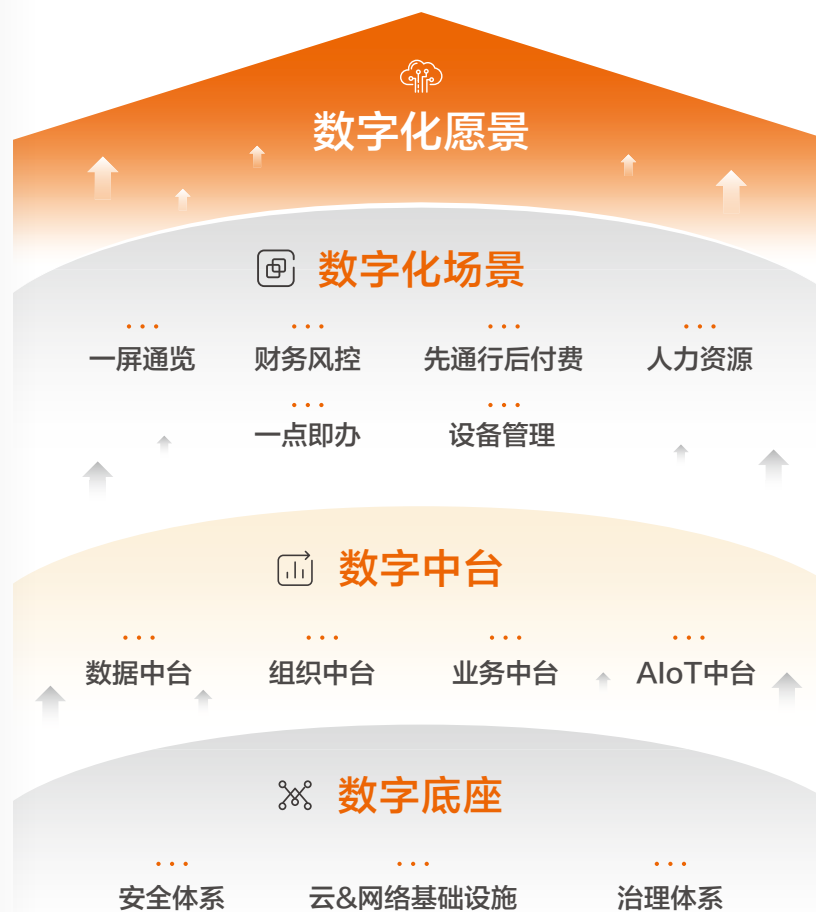 数字化愿景
数字化场景
一屏通览 财务风控 先通行后付费 人力资源
一点即办 设备管理
数字中台
数据中台 组织中台 业务中台 AIoT中台
数字底座
安全体系 云&网络基础设施 治理体系